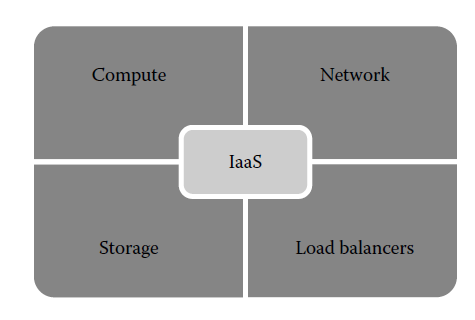 Compute
Network
IaaS
Storage
Load balancers